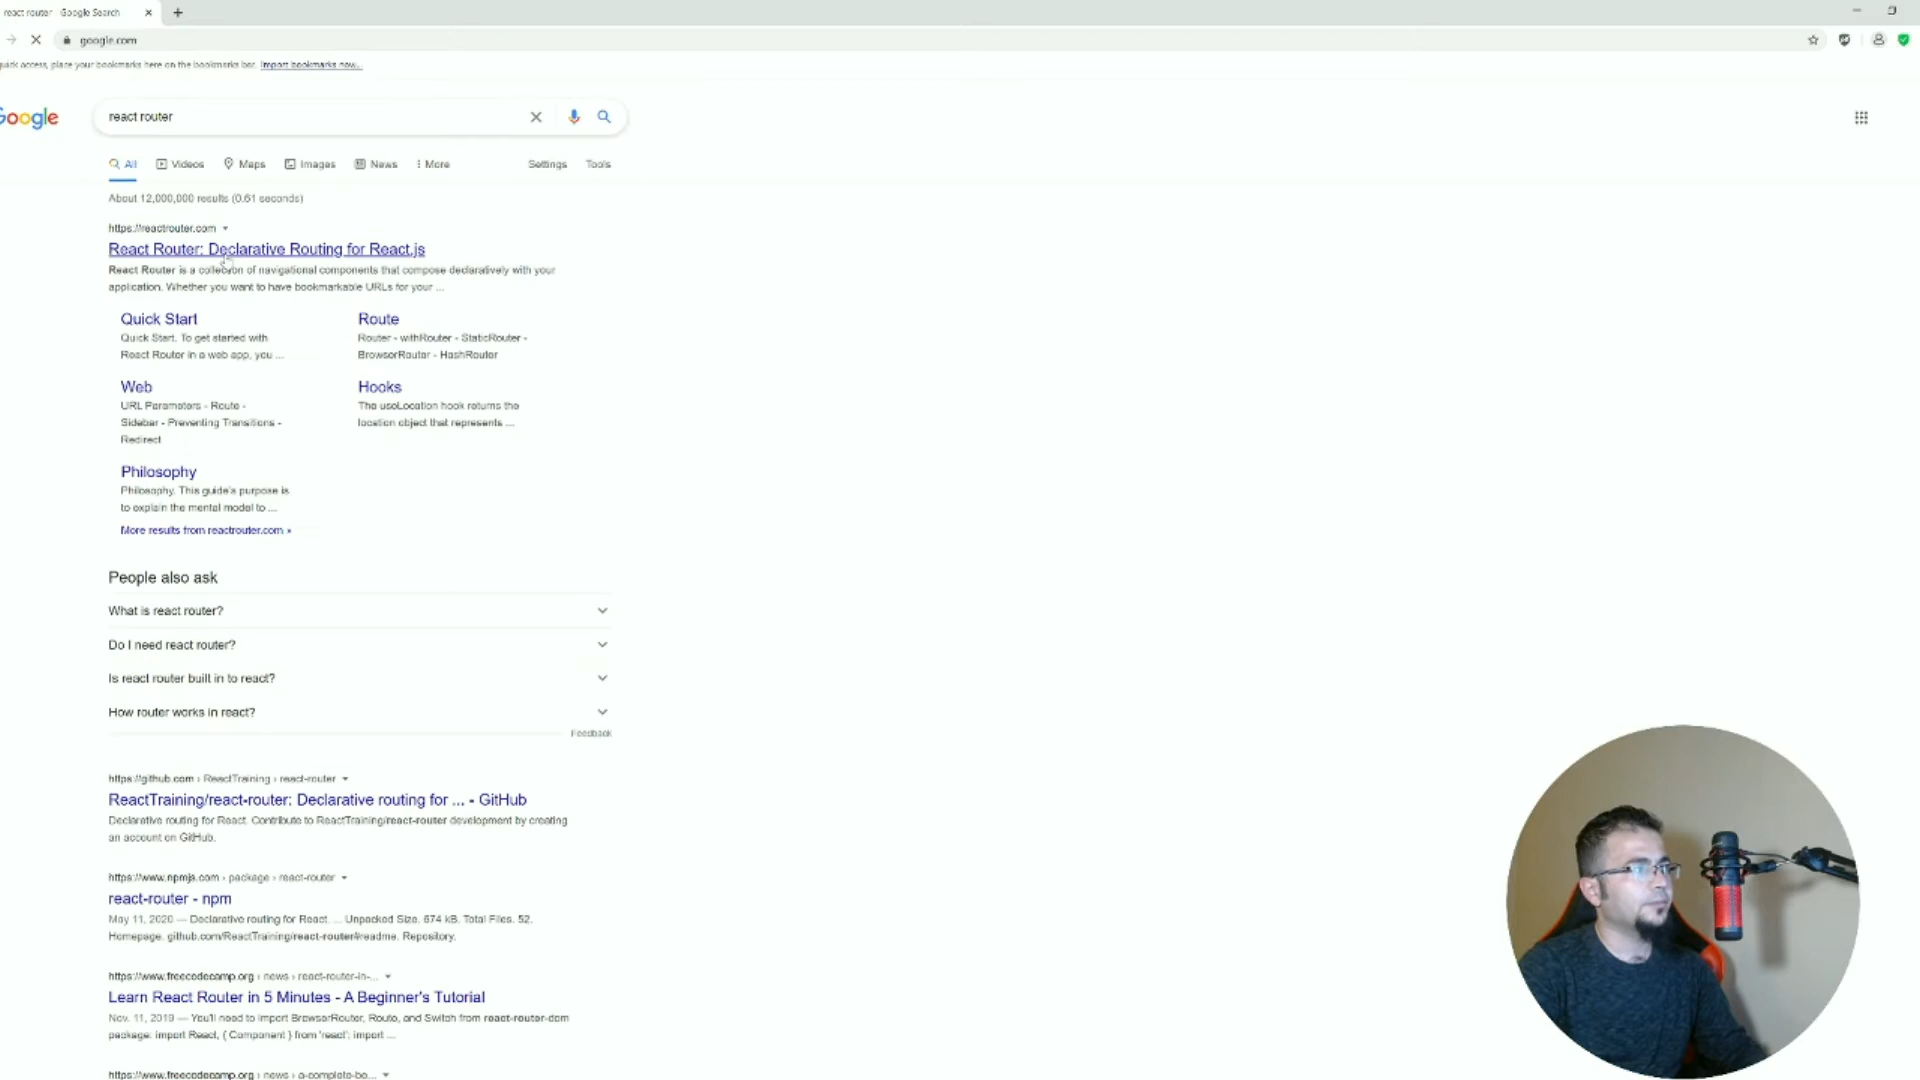 react router - Google Search
google.com
quick access, place your bookmarks here on the bookmarks bar. Import bookmarks now...
Google
react router
All Videos Maps Images News More Settings Tools
About 12,000,000 results (0.61 seconds)
https://reactrouter.com
React Router: Declarative Routing for React.js
React Router is a collection of navigational components that compose declaratively with your
application. Whether you want to have bookmarkable URLs for your ...
Quick Start
Quick Start. To get started with
React Router in a web app, you ...
Route
Router - withRouter - StaticRouter -
BrowserRouter - HashRouter
Web
URL Parameters - Route -
Sidebar - Preventing Transitions -
Redirect
Hooks
The useLocation hook returns the
location object that represents ...
Philosophy
Philosophy. This guide's purpose is
to explain the mental model to ...
More results from reactrouter.com »
People also ask
What is react router?
Do I need react router?
Is react router built in to react?
How router works in react?
Feedback
https://github.com › ReactTraining › react-router
ReactTraining/react-router: Declarative routing for ... - GitHub
Declarative routing for React. Contribute to ReactTraining/react-router development by creating
an account on GitHub.
https://www.npmjs.com › package › react-router
react-router - npm
May 11, 2020 — Declarative routing for React. ... Unpacked Size. 674 kB. Total Files. 52.
Homepage. github.com/ReactTraining/react-router#readme. Repository.
https://www.freecodecamp.org › news › react-router-in-...
Learn React Router in 5 Minutes - A Beginner's Tutorial
Nov. 11, 2019 — You'll need to import BrowserRouter, Route, and Switch from react-router-dom
package: import React, { Component } from 'react'; import ...
https://www.freecodecamp.org › news › a-complete-be...